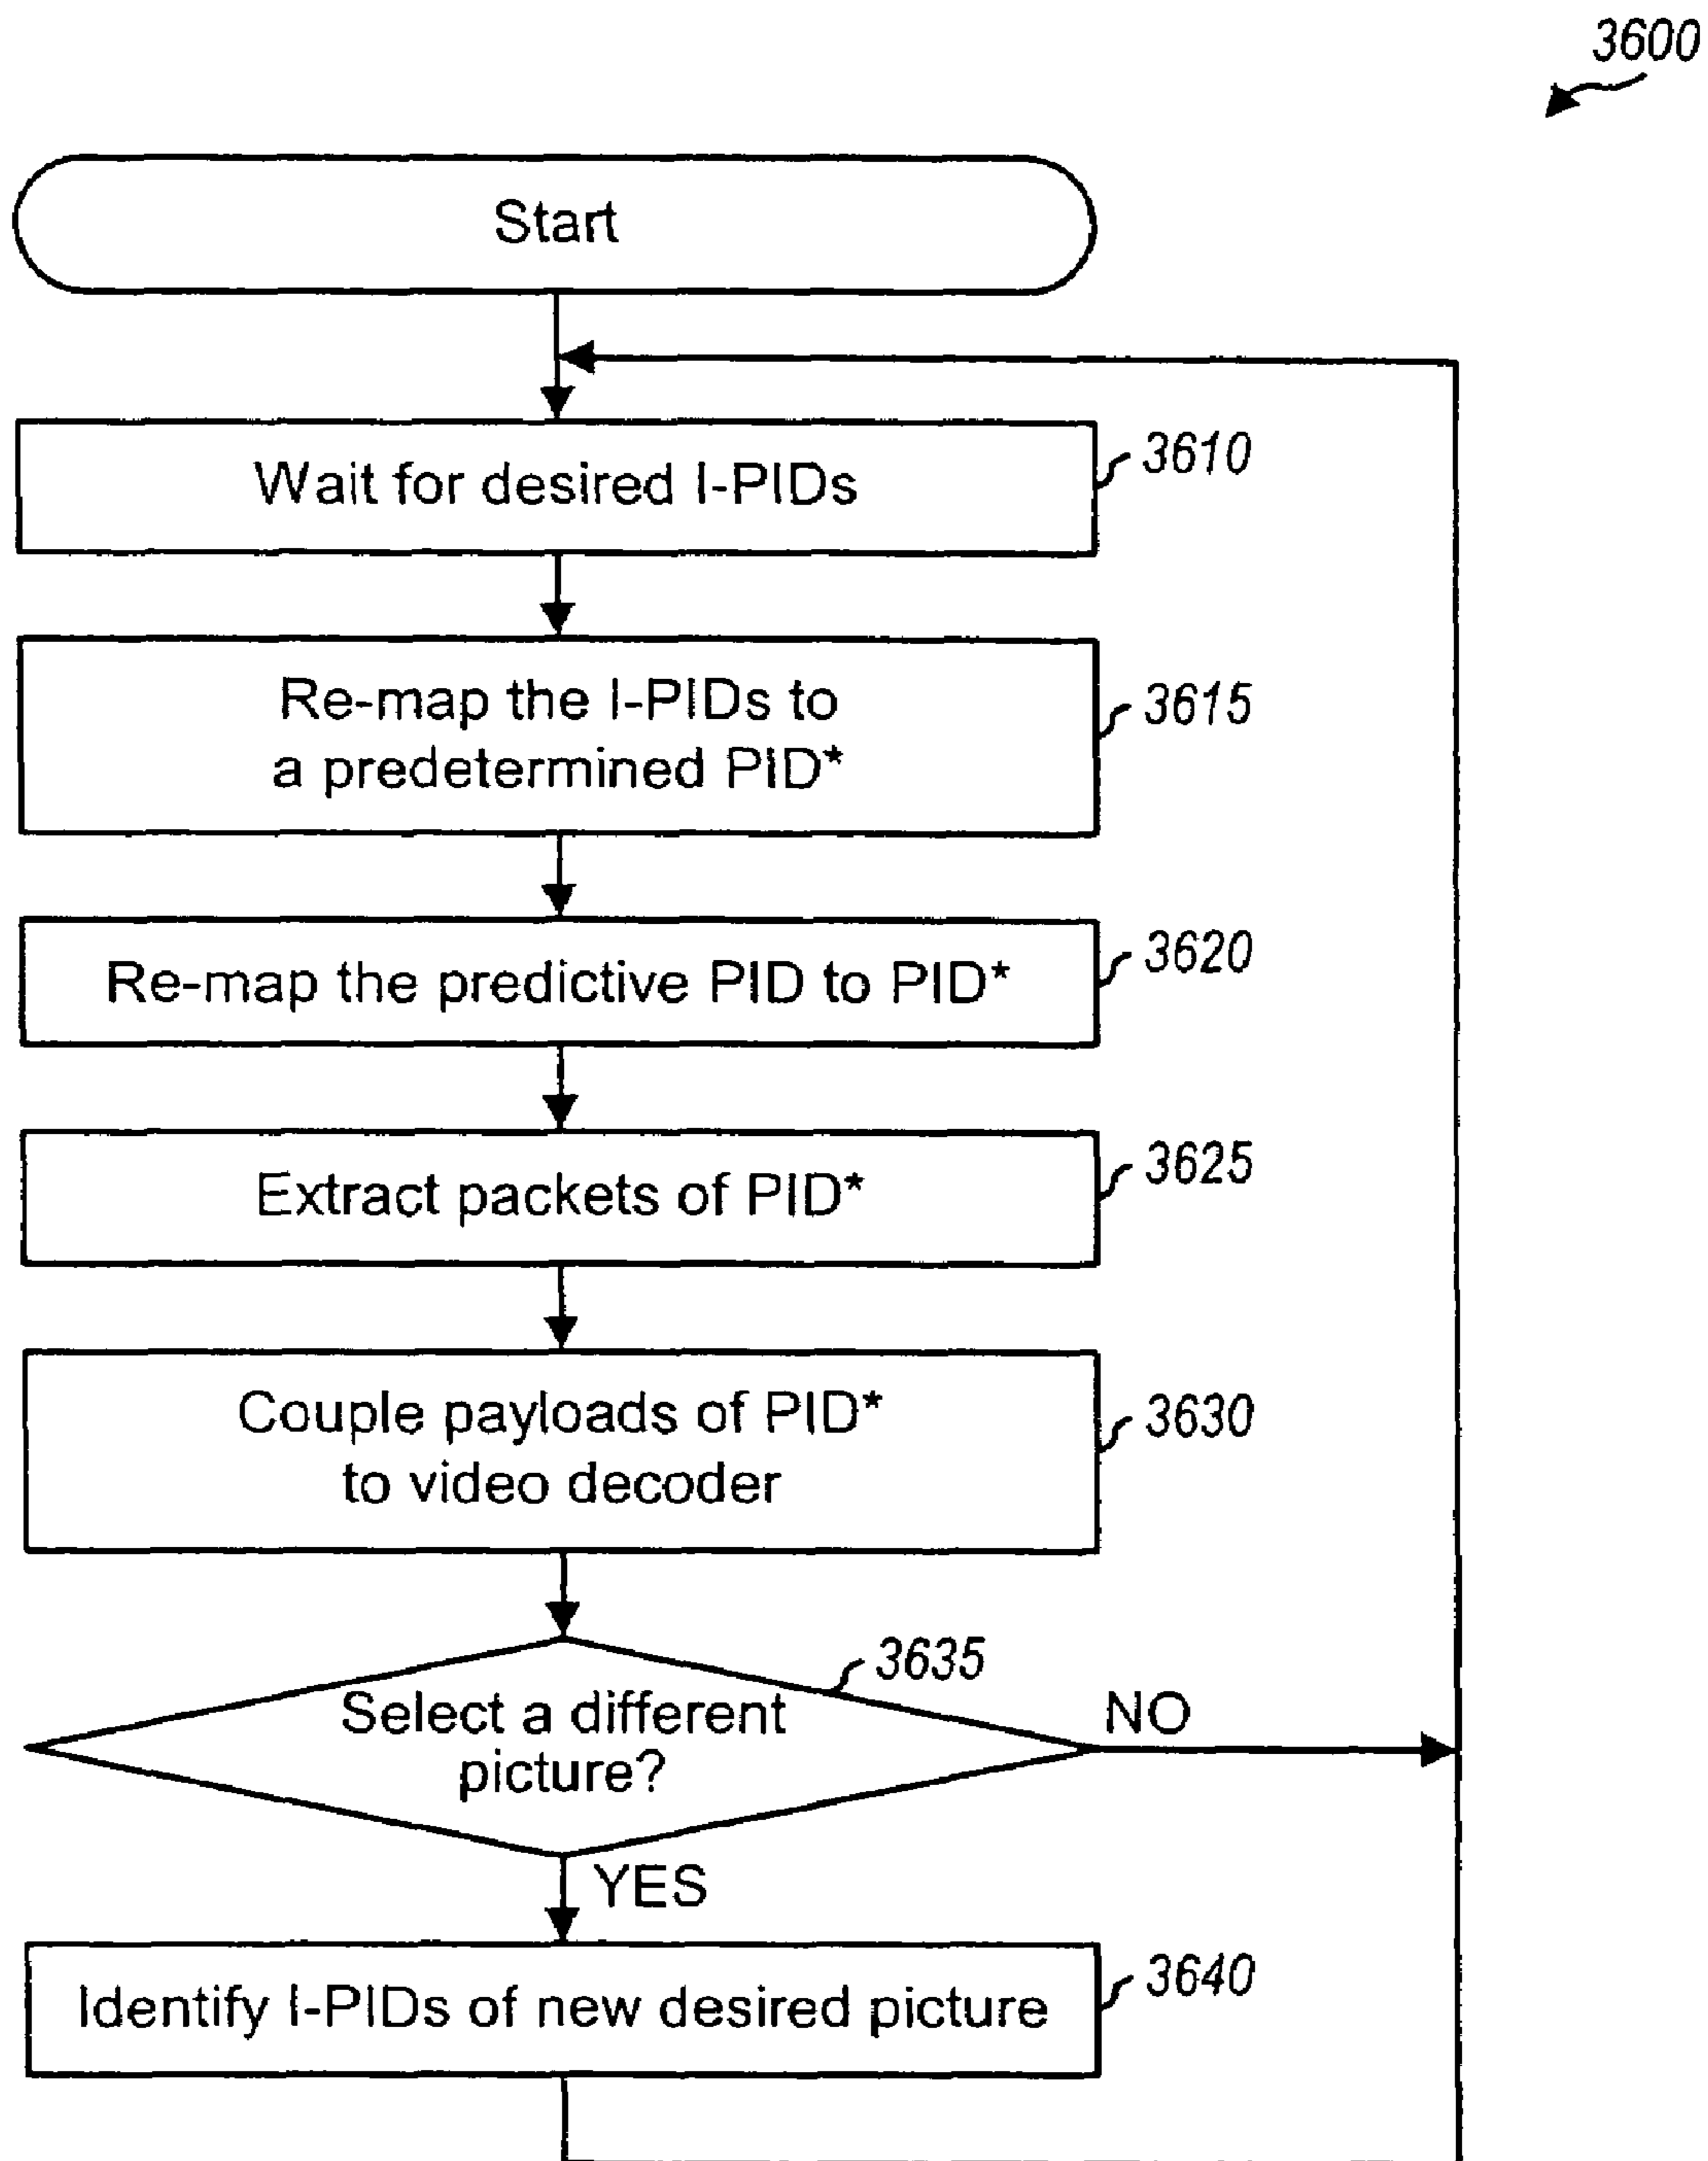 3600
Start
Wait for desired I-PIDs
3610
Re-map the I-PIDs to
a predetermined PID*
3615
Re-map the predictive PID to PID*
3620
Extract packets of PID*
3625
Couple payloads of PID*
to video decoder
3630
3635
Select a different
picture?
NO
YES
Identify I-PIDs of new desired picture
3640